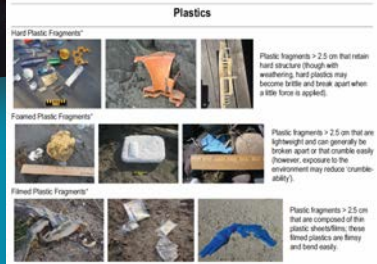 Plastics
Hard Plastic Fragments*
Plastic fragments > 2.5 cm that retain
hard structure (though with
weathering, hard plastics may
become brittle and break apart when
a little force is applied).
Foamed Plastic Fragments*
Plastic fragments > 2.5 cm that are
lightweight and can generally be
broken apart or that crumble easily
(however, exposure to the
environment may reduce 'crumble-
ability').
Filmed Plastic Fragments*
Plastic fragments > 2.5 cm
that are composed of thin
plastic sheets/films; these
filmed plastics are flimsy
and bend easily.